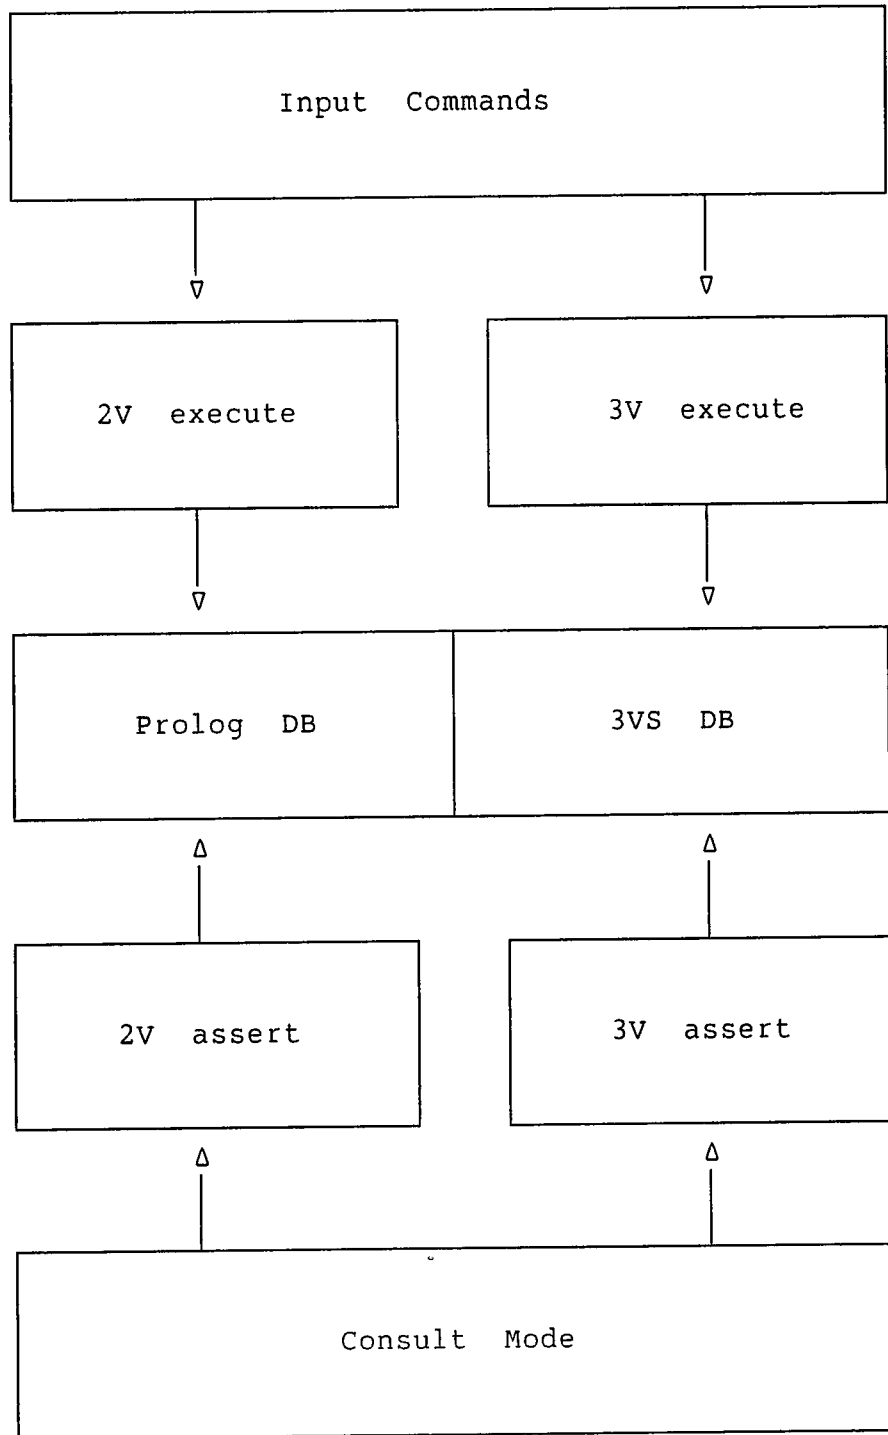 Input Commands
2V execute
3V execute
Prolog DB
3VS DB
2V assert
3V assert
Consult Mode